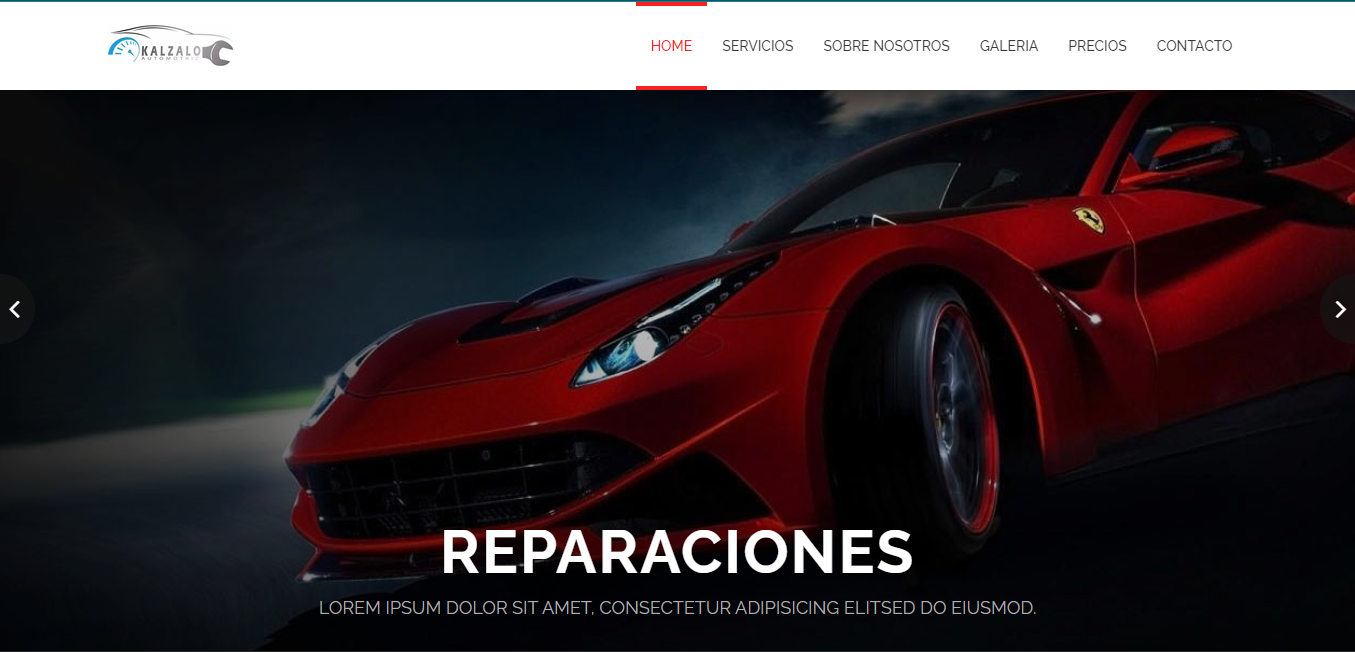 KALZALO
AUTOMOTRIZ
HOME SERVICIOS SOBRE NOSOTROS GALERIA PRECIOS CONTACTO
REPARACIONES
LOREM IPSUM DOLOR SIT AMET, CONSECTETUR ADIPISICING ELITSED DO EIUSMOD.